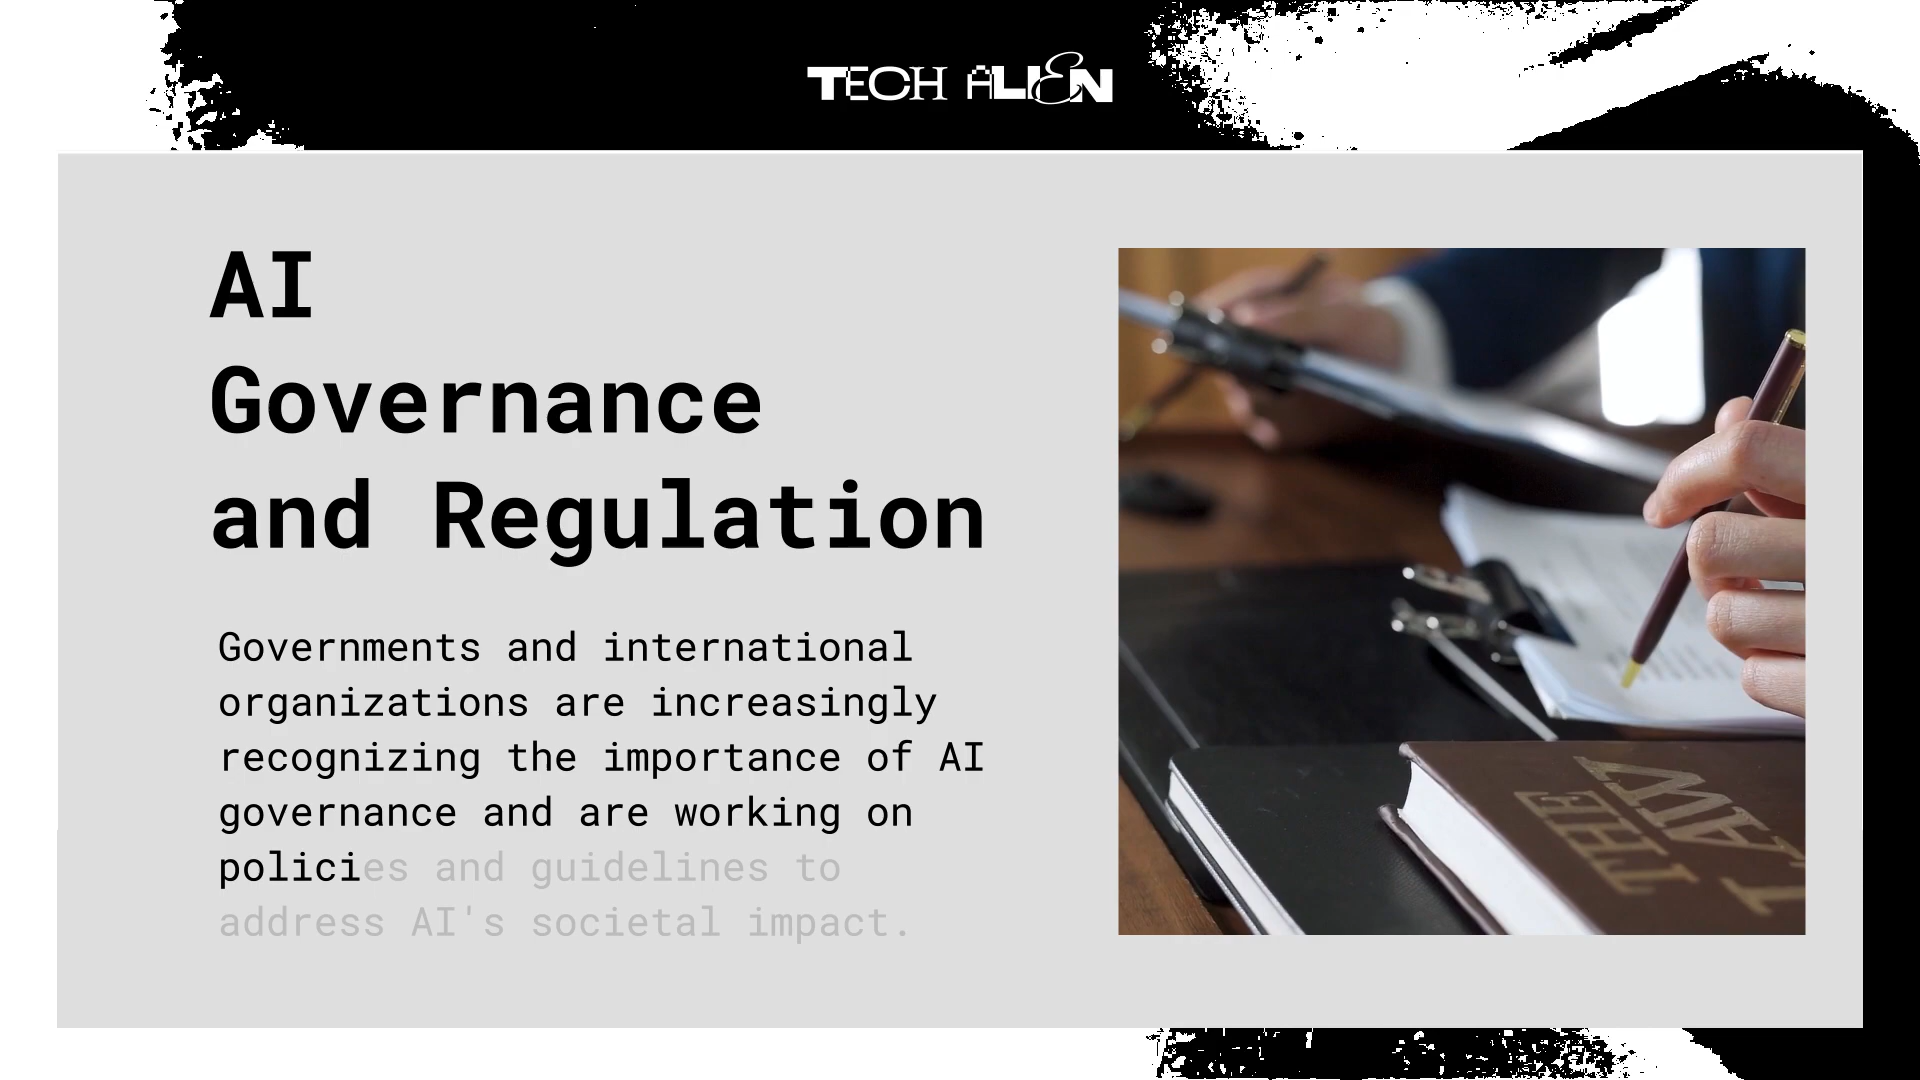 TECH ALIEN
AI
Governance
and Regulation
Governments and international
organizations are increasingly
recognizing the importance of AI
governance and are working on
policies and guidelines to
address AI's societal impact.
THE
LAW